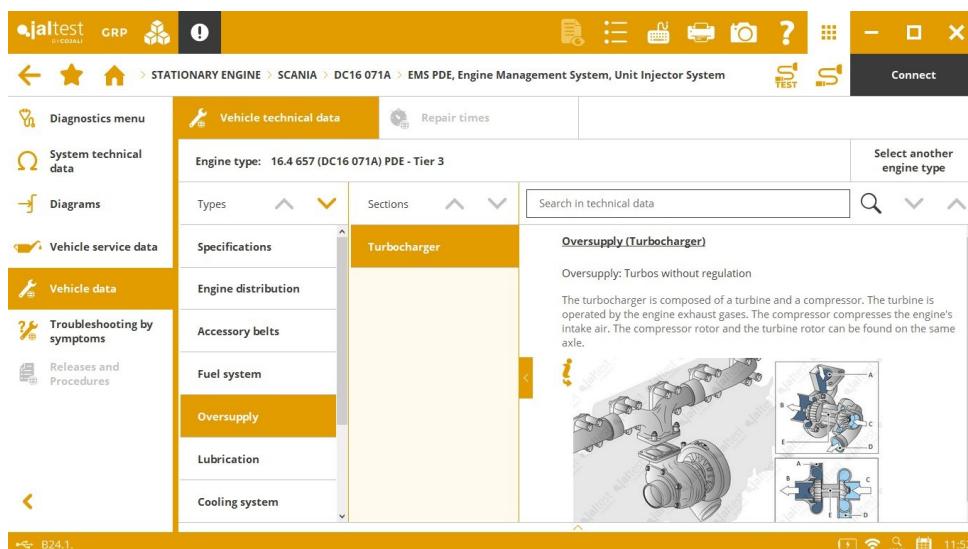 jaltest GRP
BY COJALI
> STATIONARY ENGINE > SCANIA > DC16 071A > EMS PDE, Engine Management System, Unit Injector System
TEST
Connect
Diagnostics menu
System technical
data
Diagrams
Vehicle service data
Vehicle data
Troubleshooting by
symptoms
Releases and
Procedures
Vehicle technical data
Repair times
Engine type: 16.4 657 (DC16 071A) PDE - Tier 3
Select another
engine type
Types
Sections
Search in technical data
Specifications
Engine distribution
Accessory belts
Fuel system
Oversupply
Lubrication
Cooling system
Turbocharger
Oversupply (Turbocharger)
Oversupply: Turbos without regulation
The turbocharger is composed of a turbine and a compressor. The turbine is
operated by the engine exhaust gases. The compressor compresses the engine's
intake air. The compressor rotor and the turbine rotor can be found on the same
axle.
A
B
C
E
D
A
B
C
E
D
B24.1.